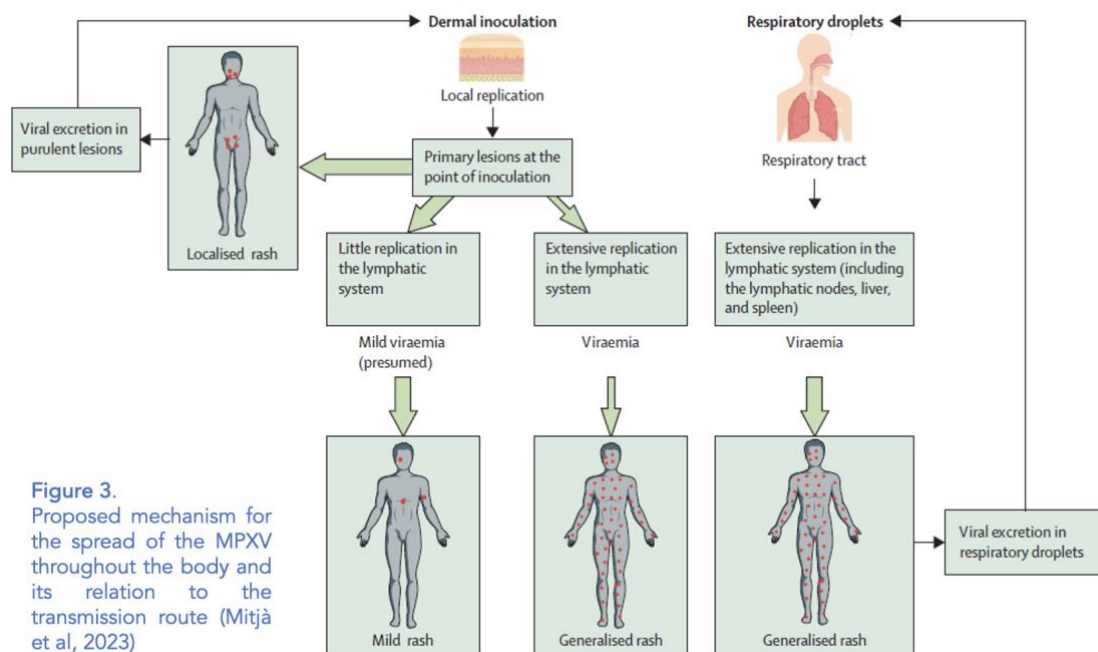 Dermal inoculation
Respiratory droplets
Local replication
Viral excretion in
purulent lesions
Primary lesions at the
point of inoculation
Respiratory tract
Localised rash
Little replication in
the lymphatic
system
Extensive replication
in the lymphatic
system
Extensive replication in the
lymphatic system (including
the lymphatic nodes, liver,
and spleen)
Mild viraemia
(presumed)
Viraemia
Viraemia
Figure 3.
Proposed mechanism for
the spread of the MPXV
throughout the body and
its relation to the
transmission route (Mitjà
et al, 2023)
Mild rash
Generalised rash
Generalised rash
Viral excretion in
respiratory droplets